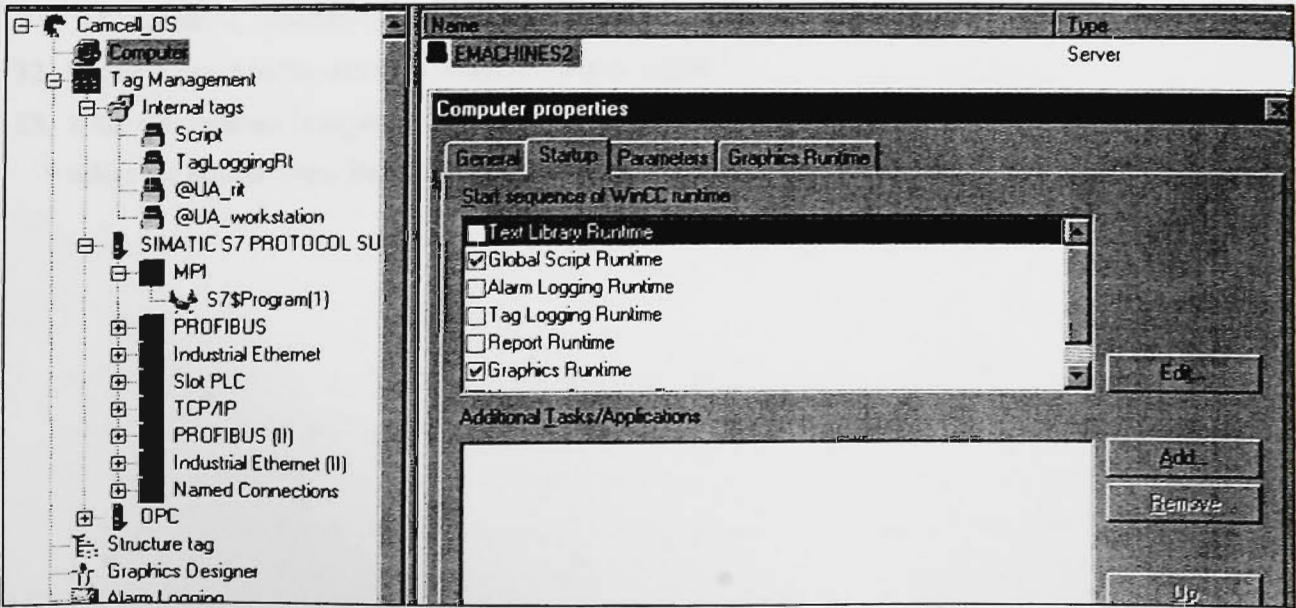 Camcell_OS
Computer
Tag Management
Internal tags
Script
TagLoggingRt
@UA_rit
@UA_workstation
SIMATIC S7 PROTOCOL SU
MPI
S7$Program(1)
PROFIBUS
Industrial Ethernet
Slot PLC
TCP/IP
PROFIBUS (II)
Industrial Ethernet (II)
Named Connections
OPC
Structure tag
Graphics Designer
Alarm Logging
Name
Type
EMACHINES2
Server
Computer properties
General
Startup
Parameters
Graphics Runtime
Start sequence of WinCC runtime
Text Library Runtime
Global Script Runtime
Alarm Logging Runtime
Tag Logging Runtime
Report Runtime
Graphics Runtime
Edit...
Additional Tasks/Applications
Add...
Remove
Up